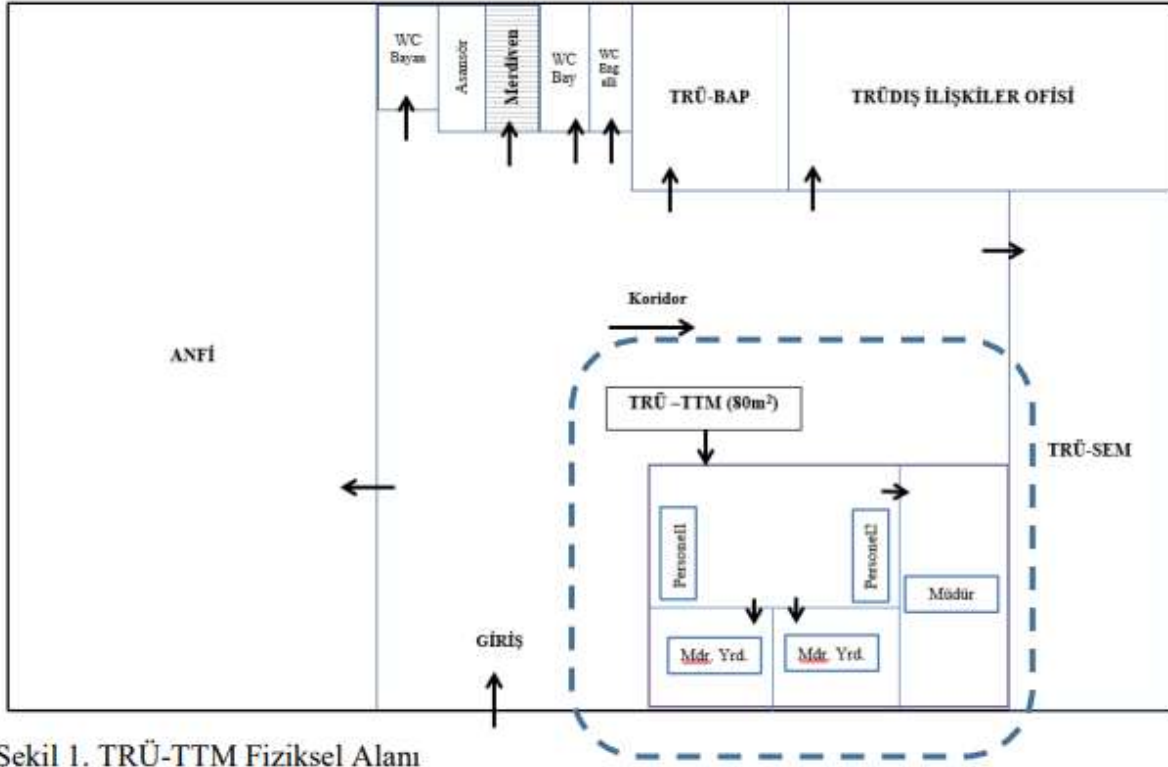 WC
Bayan
Asansör
Merdiven
WC
Bay
WC
Eng
elli
TRÜ-BAP
TRÜDIŞ İLİŞKİLER OFİSİ
Koridor
ANFİ
TRÜ –TTM (80m²)
TRÜ-SEM
Personel1
Personel2
Müdür
GİRİŞ
Mdr. Yrd.
Mdr. Yrd.
Şekil 1. TRÜ-TTM Fiziksel Alanı